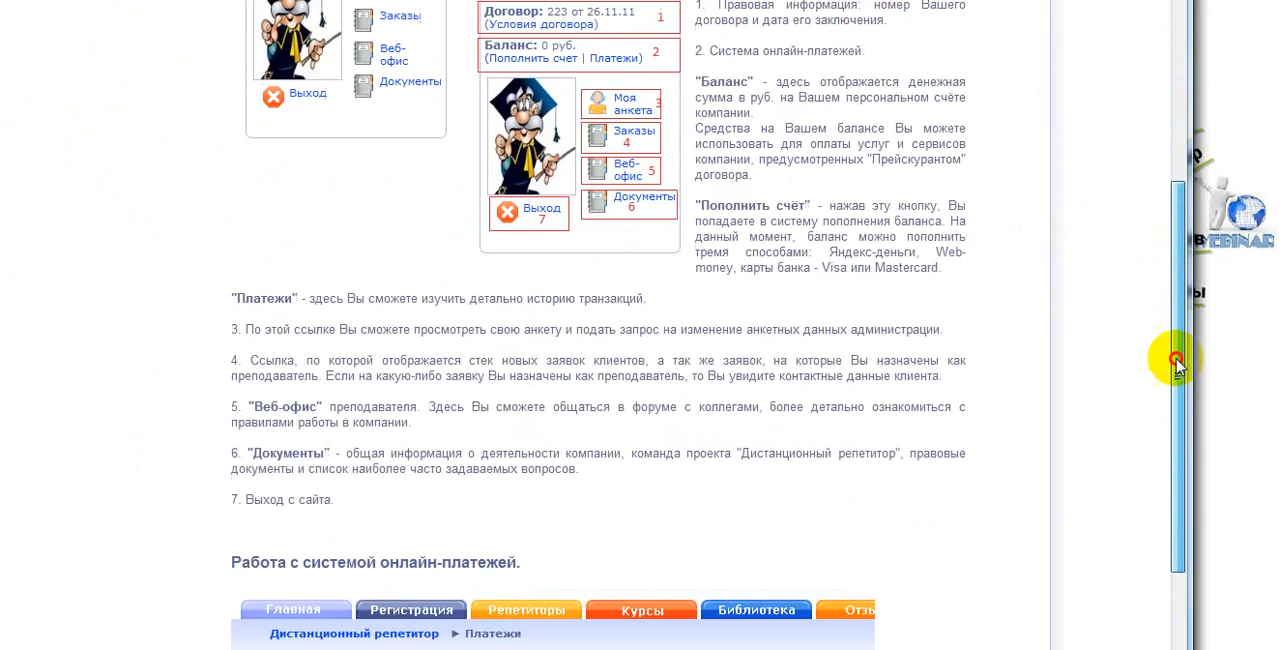 Заказы
Веб-
офис
Документы
Выход
Договор: 223 от 26.11.11
(Условия договора) 1
Баланс: 0 руб.
(Пополнить счет | Платежи) 2
Моя
анкета 3
Заказы
4
Веб-
офис 5
Документы
6
Выход
7
1. Правовая информация: номер Вашего
договора и дата его заключения.
2. Система онлайн-платежей.
"Баланс" - здесь отображается денежная
сумма в руб. на Вашем персональном счёте
компании.
Средства на Вашем балансе Вы можете
использовать для оплаты услуг и сервисов
компании, предусмотренных "Прейскурантом"
договора.
"Пополнить счёт" - нажав эту кнопку, Вы
попадаете в систему пополнения баланса. На
данный момент, баланс можно пополнить
тремя способами: Яндекс-деньги, Web-
money, карты банка - Visa или Mastercard.
"Платежи" - здесь Вы сможете изучить детально историю транзакций.
3. По этой ссылке Вы сможете просмотреть свою анкету и подать запрос на изменение анкетных данных администрации.
4. Ссылка, по которой отображается стек новых заявок клиентов, а так же заявок, на которые Вы назначены как
преподаватель. Если на какую-либо заявку Вы назначены как преподаватель, то Вы увидите контактные данные клиента.
5. "Веб-офис" преподавателя. Здесь Вы сможете общаться в форуме с коллегами, более детально ознакомиться с
правилами работы в компании.
6. "Документы" - общая информация о деятельности компании, команда проекта "Дистанционный репетитор", правовые
документы и список наиболее часто задаваемых вопросов.
7. Выход с сайта.
Работа с системой онлайн-платежей.
Главная Регистрация Репетиторы Курсы Библиотека Отзы
Дистанционный репетитор ► Платежи
WEBINAR